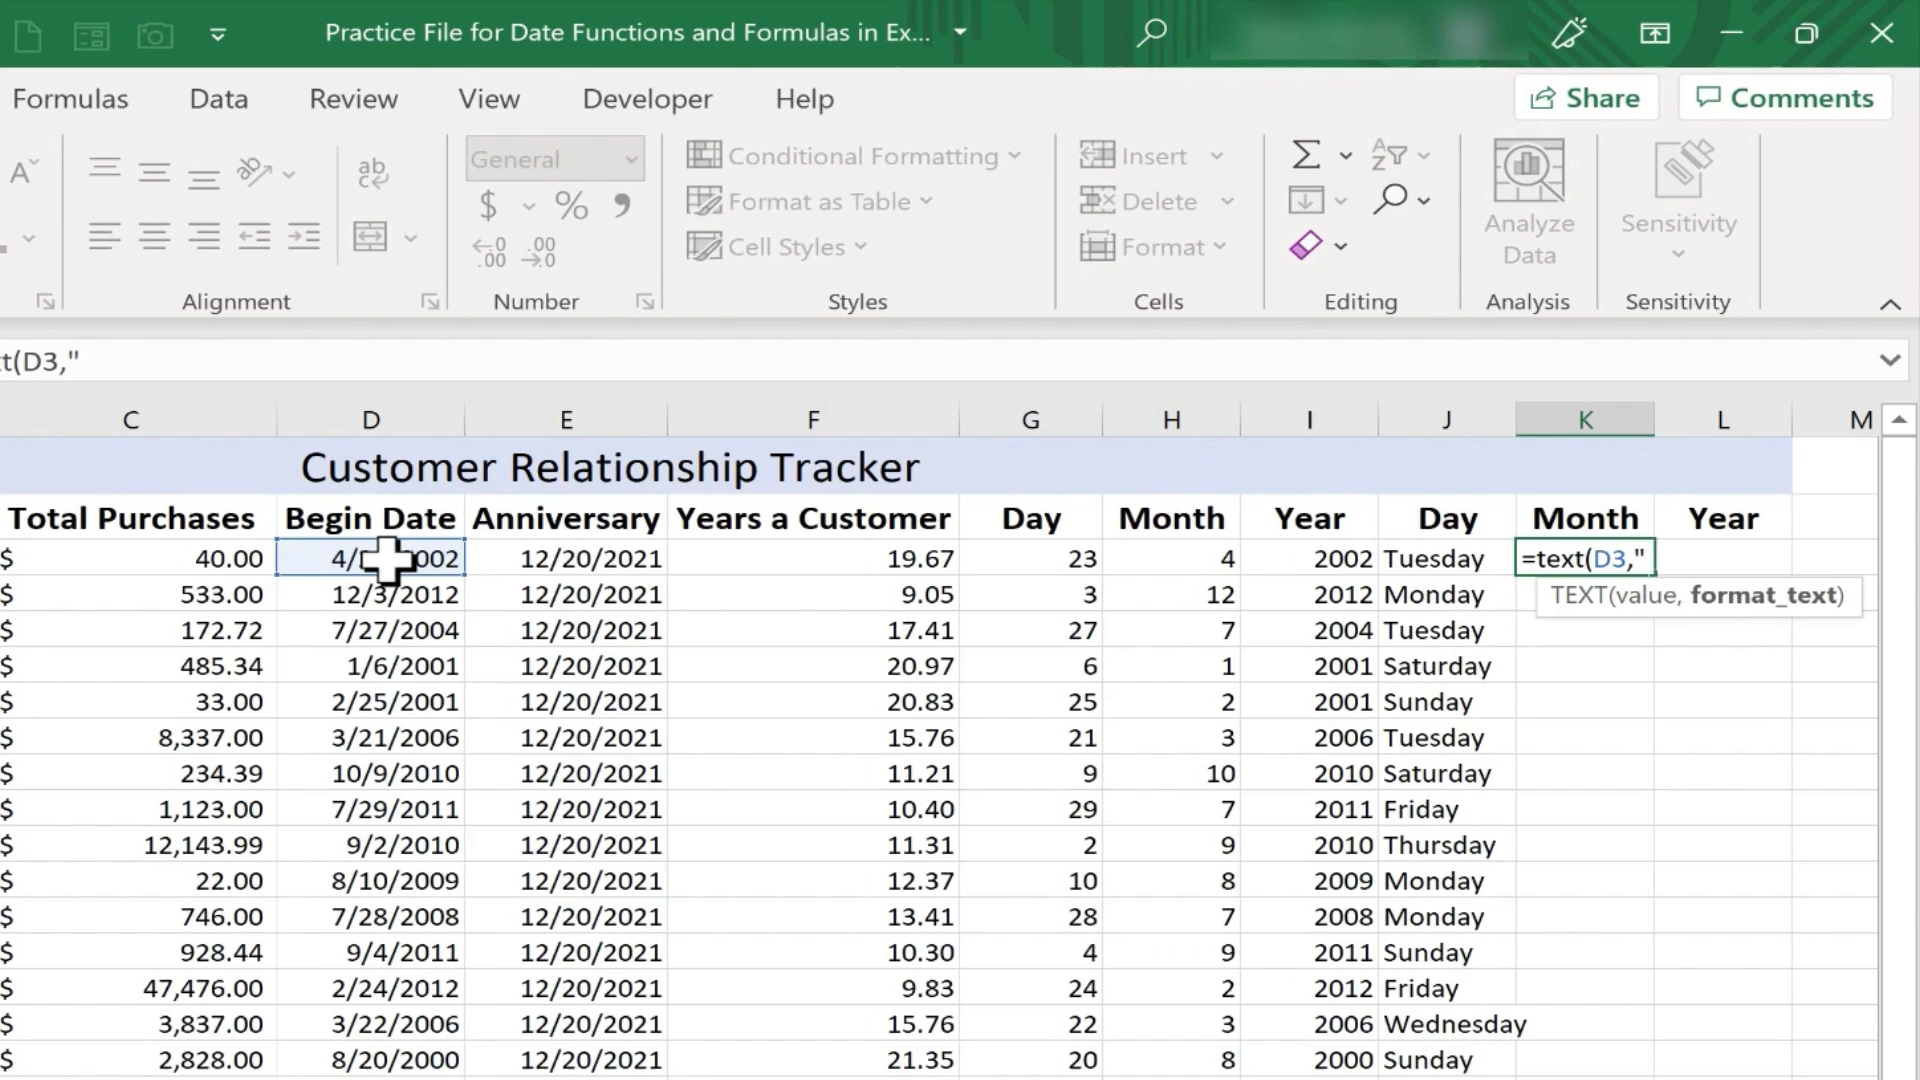 Practice File for Date Functions and Formulas in Ex...
Formulas Data Review View Developer Help Share Comments
General
Conditional Formatting
Format as Table
Cell Styles
Insert
Delete
Format
Analyze Data
Sensitivity
Alignment Number Styles Cells Editing Analysis Sensitivity
t(D3,"
C D E F G H I J K L M
Customer Relationship Tracker
Total Purchases Begin Date Anniversary Years a Customer Day Month Year Day Month Year
$ 40.00 4/ 002 12/20/2021 19.67 23 4 2002 Tuesday =text(D3,"
TEXT(value, format_text)
$ 533.00 12/3/2012 12/20/2021 9.05 3 12 2012 Monday
$ 172.72 7/27/2004 12/20/2021 17.41 27 7 2004 Tuesday
$ 485.34 1/6/2001 12/20/2021 20.97 6 1 2001 Saturday
$ 33.00 2/25/2001 12/20/2021 20.83 25 2 2001 Sunday
$ 8,337.00 3/21/2006 12/20/2021 15.76 21 3 2006 Tuesday
$ 234.39 10/9/2010 12/20/2021 11.21 9 10 2010 Saturday
$ 1,123.00 7/29/2011 12/20/2021 10.40 29 7 2011 Friday
$ 12,143.99 9/2/2010 12/20/2021 11.31 2 9 2010 Thursday
$ 22.00 8/10/2009 12/20/2021 12.37 10 8 2009 Monday
$ 746.00 7/28/2008 12/20/2021 13.41 28 7 2008 Monday
$ 928.44 9/4/2011 12/20/2021 10.30 4 9 2011 Sunday
$ 47,476.00 2/24/2012 12/20/2021 9.83 24 2 2012 Friday
$ 3,837.00 3/22/2006 12/20/2021 15.76 22 3 2006 Wednesday
$ 2,828.00 8/20/2000 12/20/2021 21.35 20 8 2000 Sunday